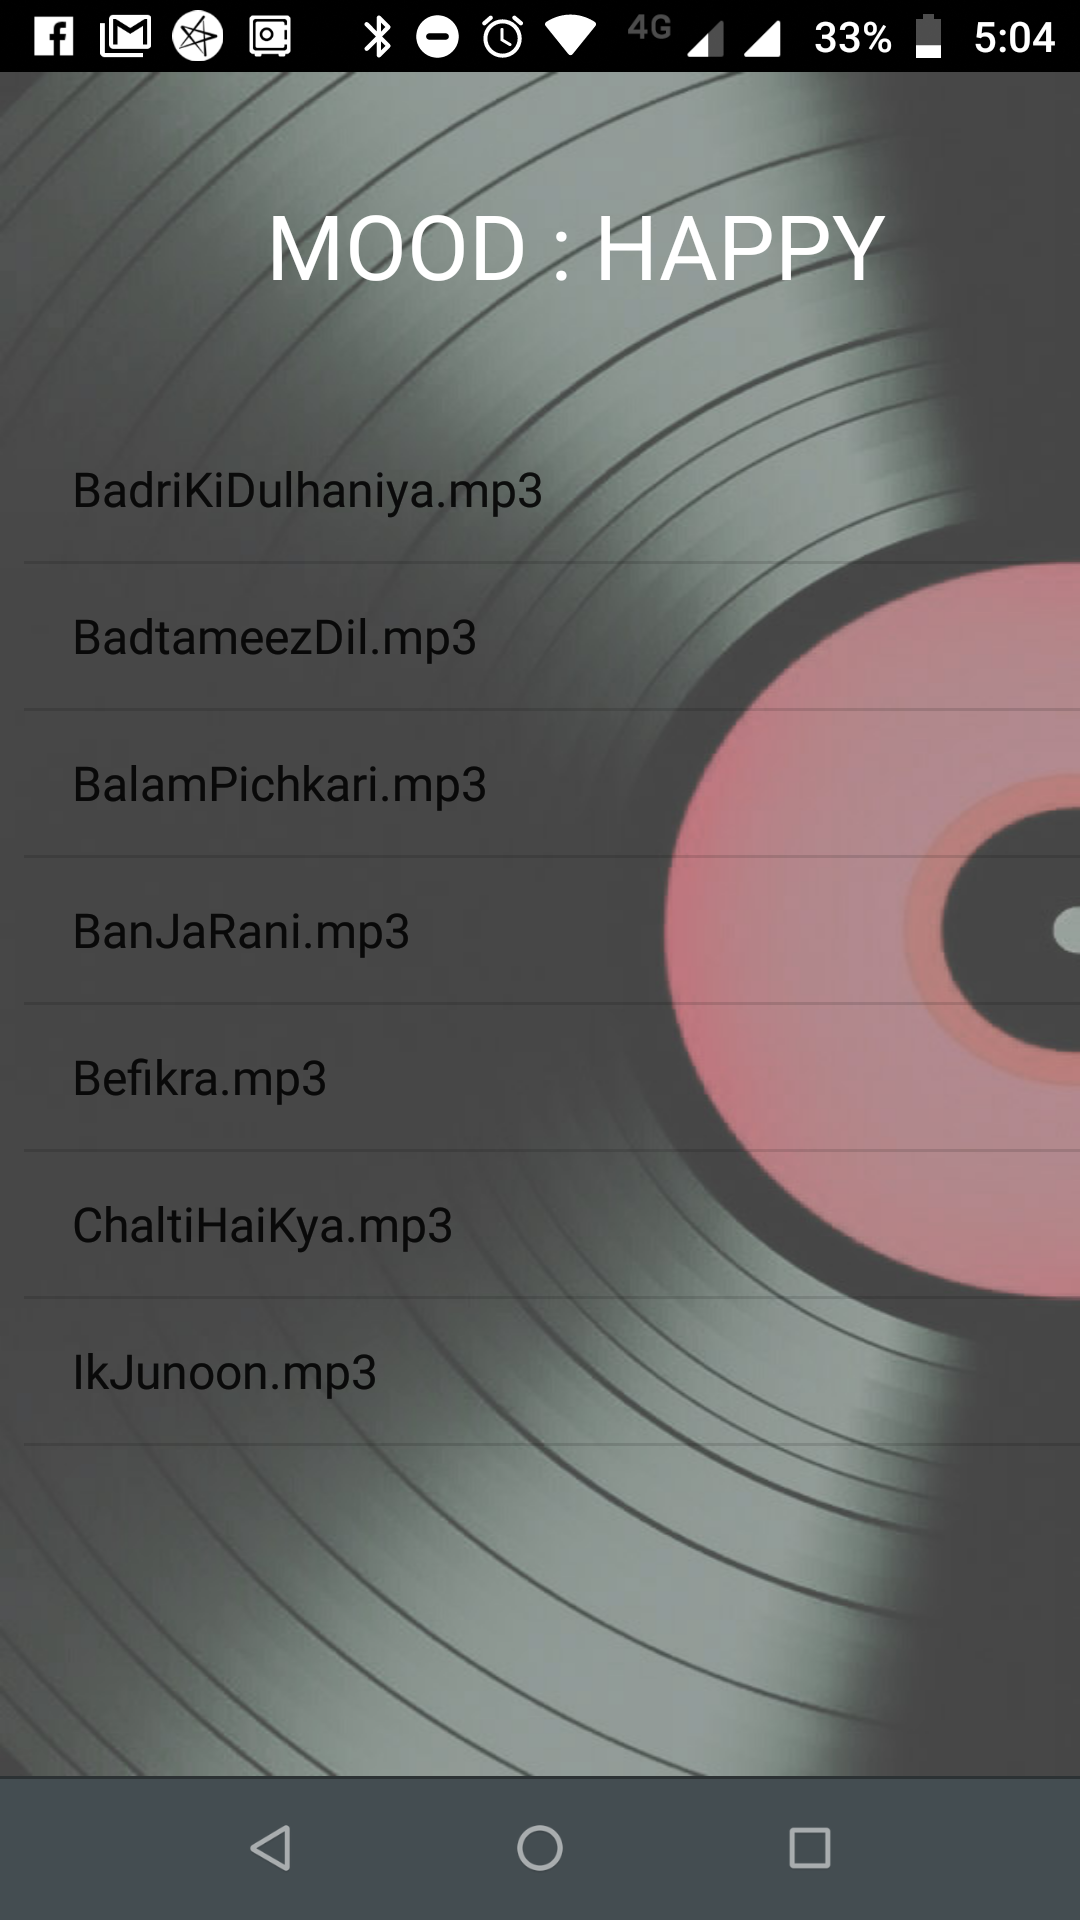 4G 33% 5:04
MOOD : HAPPY
BadriKiDulhaniya.mp3
BadtameezDil.mp3
BalamPichkari.mp3
BanJaRani.mp3
Befikra.mp3
ChaltiHaiKya.mp3
IkJunoon.mp3